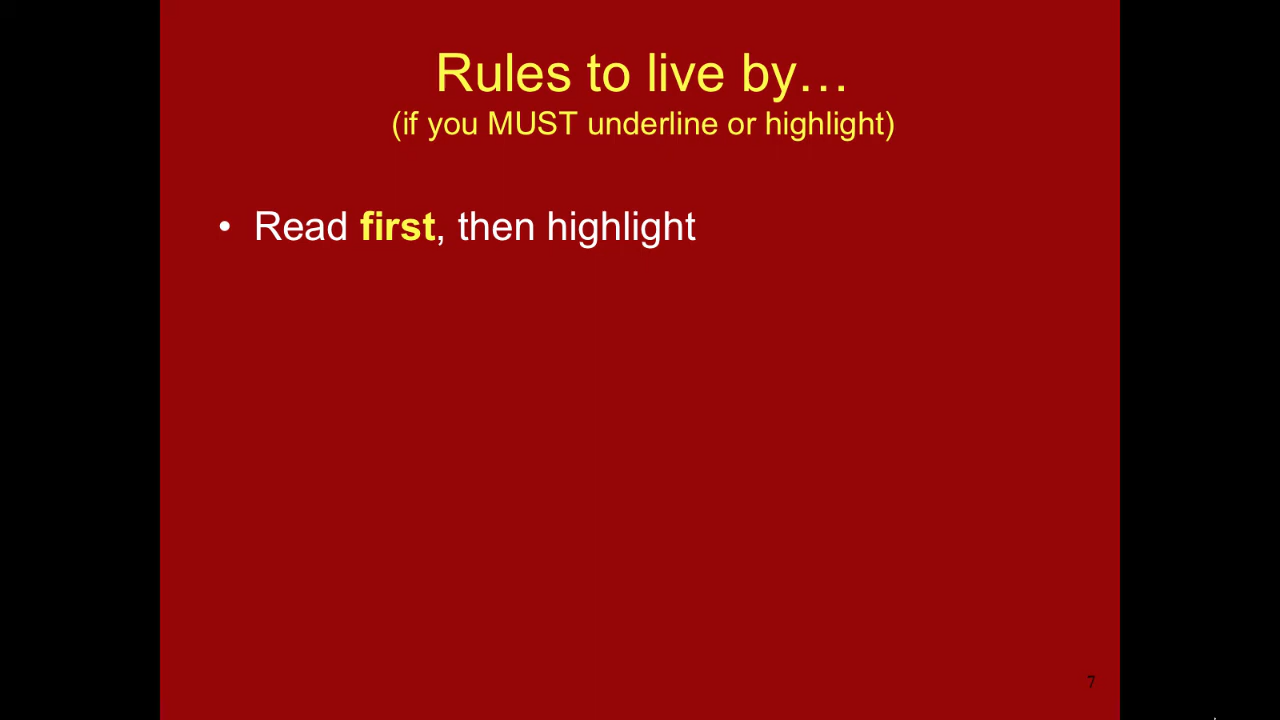 Rules to live by…
(if you MUST underline or highlight)
• Read first, then highlight
7